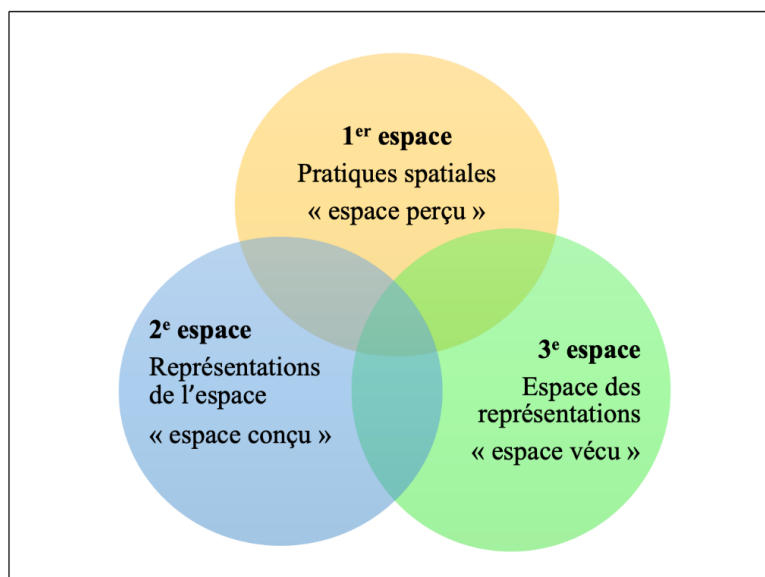 1er espace
Pratiques spatiales
« espace perçu »
2e espace
Représentations
de l’espace
« espace conçu »
3e espace
Espace des
représentations
« espace vécu »